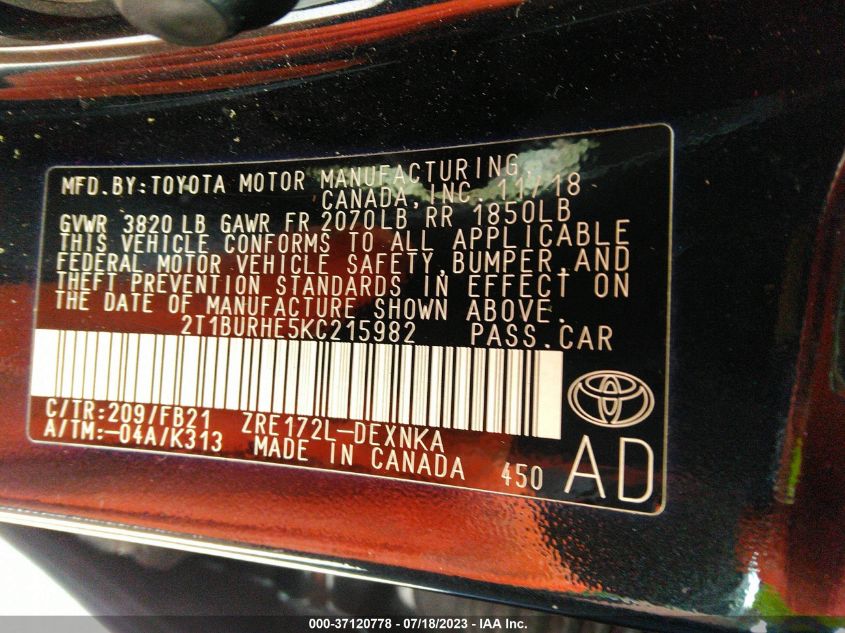 MFD.BY:TOYOTA MOTOR MANUFACTURING,
CANADA,INC. 11/18
GVWR 3820 LB GAWR FR 2070LB RR 1850LB
THIS VEHICLE CONFORMS TO ALL APPLICABLE
FEDERAL MOTOR VEHICLE SAFETY,BUMPER,AND
THEFT PREVENTION STANDARDS IN EFFECT ON
THE DATE OF MANUFACTURE SHOWN ABOVE.
2T1BURHE5KC215982 PASS.CAR
C/TR:209/FB21 ZRE172L-DEXNKA
A/TM:-04A/K313 MADE IN CANADA 450 AD
000-37120778 - 07/18/2023 - IAA Inc.